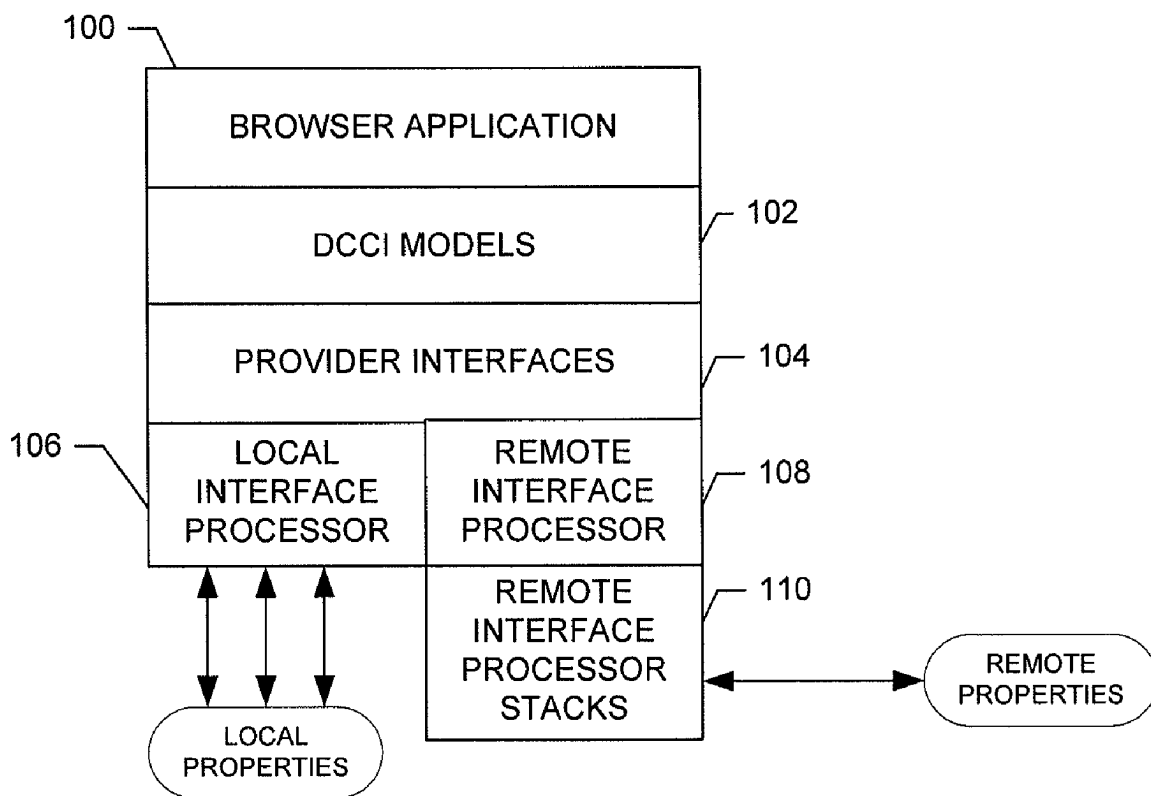 100
BROWSER APPLICATION
102
DCCI MODELS
104
PROVIDER INTERFACES
106
LOCAL
INTERFACE
PROCESSOR
REMOTE
INTERFACE
PROCESSOR
108
REMOTE
INTERFACE
PROCESSOR
STACKS
110
LOCAL
PROPERTIES
REMOTE
PROPERTIES